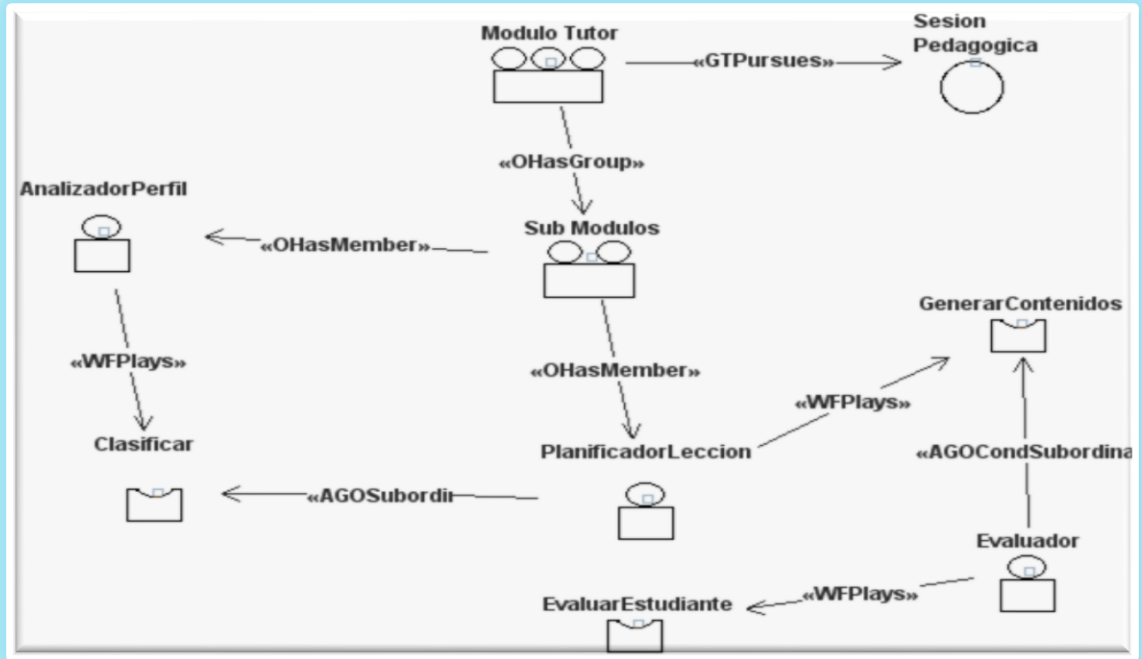 Modulo Tutor
Sesion
Pedagogica
«GTPursues»
«OHasGroup»
AnalizadorPerfil
Sub Modulos
«OHasMember»
GenerarContenidos
«WFPlays»
«OHasMember»
«WFPlays»
Clasificar
PlanificadorLeccion
«AGOCondSubordina
«AGOSubordi
Evaluador
«WFPlays»
EvaluarEstudiante